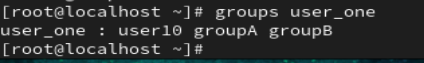 [root@localhost ~]# groups user_one
user_one : user10 groupA groupB
[root@localhost ~]#